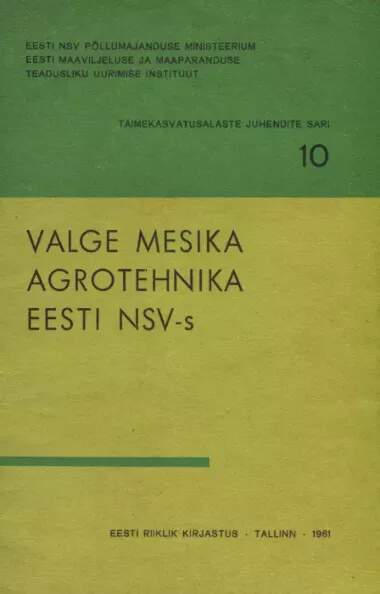 EESTI NSV PÕLLUMAJANDUSE MINISTEERIUM
EESTI MAAVILJELUSE JA MAAPARANDUSE
TEADUSLIKU UURIMISE INSTITUUT
TAIMEKASVATUSALASTE JUHENDITE SARI
10
VALGE MESIKA
AGROTEHNIKA
EESTI NSV-s
EESTI RIIKLIK KIRJASTUS · TALLINN · 1961